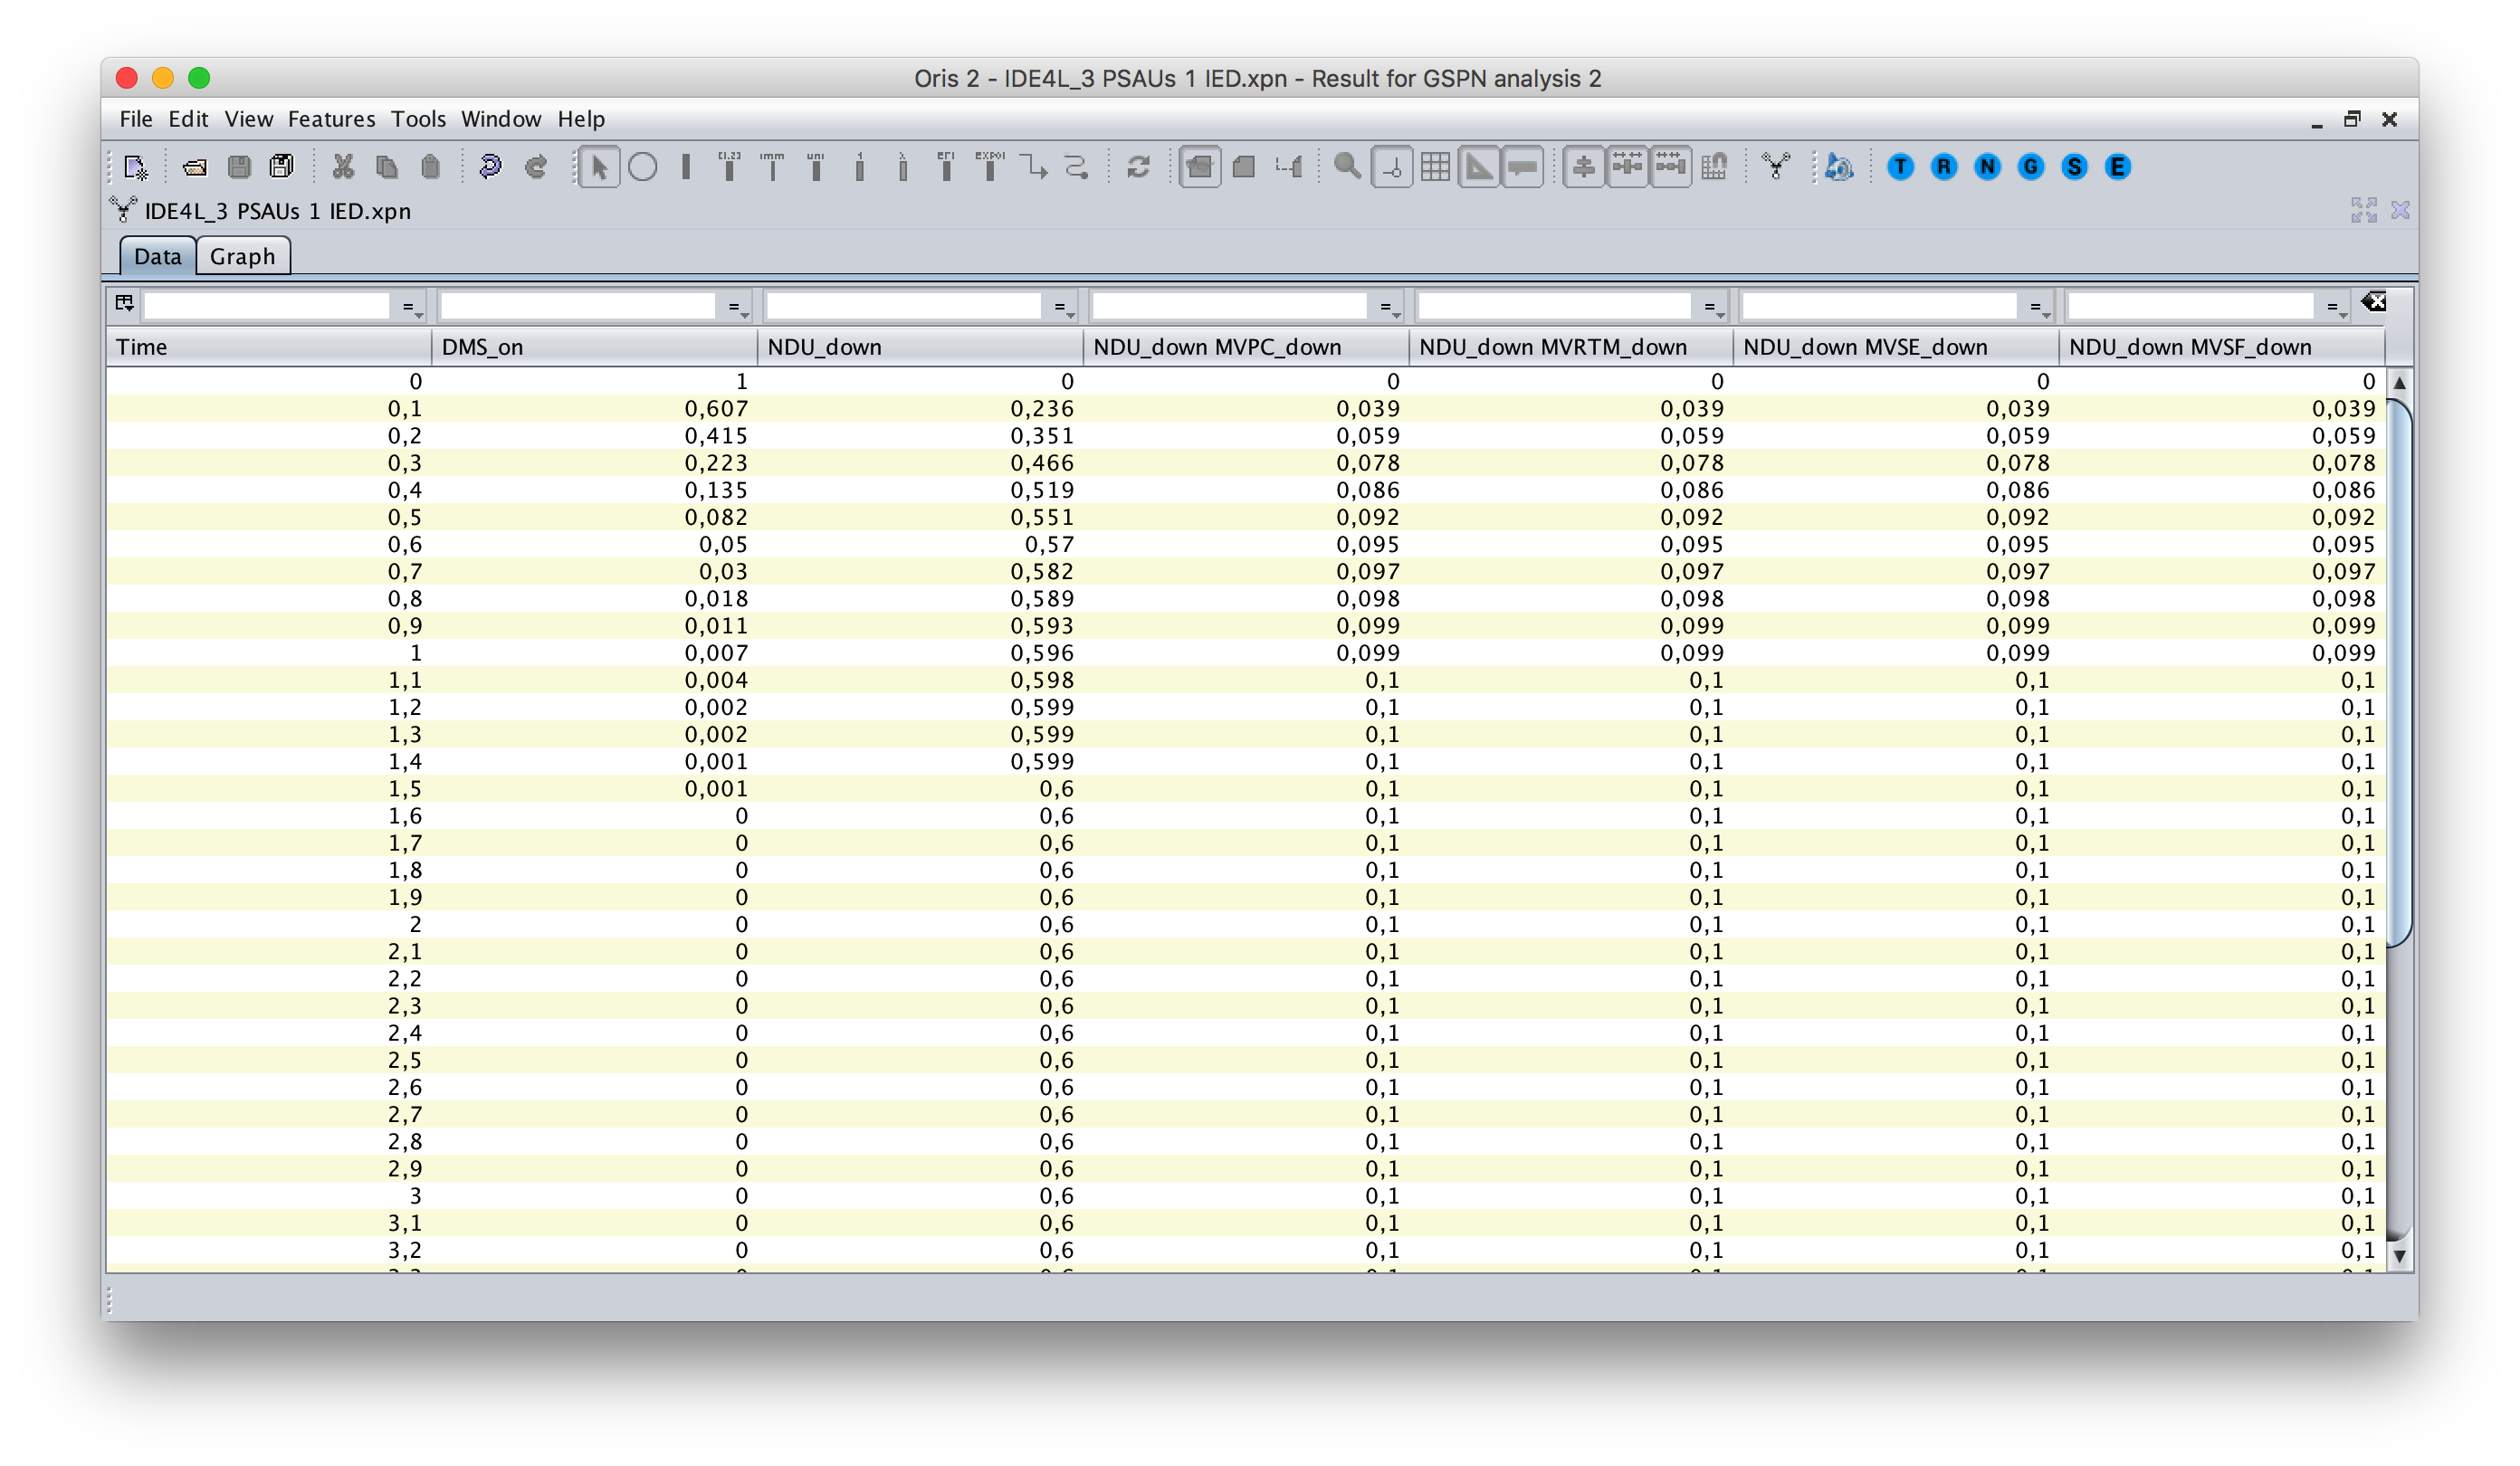 Oris 2 - IDE4L_3 PSAUs 1 IED.xpn - Result for GSPN analysis 2
File Edit View Features Tools Window Help
[1,2] imm uni 1 λ EXPO!
T R N G S E
IDE4L_3 PSAUs 1 IED.xpn
Data Graph
= = = = = = =
Time DMS_on NDU_down NDU_down MVPC_down NDU_down MVRTM_down NDU_down MVSE_down NDU_down MVSF_down
0 1 0 0 0 0 0
0,1 0,607 0,236 0,039 0,039 0,039 0,039
0,2 0,415 0,351 0,059 0,059 0,059 0,059
0,3 0,223 0,466 0,078 0,078 0,078 0,078
0,4 0,135 0,519 0,086 0,086 0,086 0,086
0,5 0,082 0,551 0,092 0,092 0,092 0,092
0,6 0,05 0,57 0,095 0,095 0,095 0,095
0,7 0,03 0,582 0,097 0,097 0,097 0,097
0,8 0,018 0,589 0,098 0,098 0,098 0,098
0,9 0,011 0,593 0,099 0,099 0,099 0,099
1 0,007 0,596 0,099 0,099 0,099 0,099
1,1 0,004 0,598 0,1 0,1 0,1 0,1
1,2 0,002 0,599 0,1 0,1 0,1 0,1
1,3 0,002 0,599 0,1 0,1 0,1 0,1
1,4 0,001 0,599 0,1 0,1 0,1 0,1
1,5 0,001 0,6 0,1 0,1 0,1 0,1
1,6 0 0,6 0,1 0,1 0,1 0,1
1,7 0 0,6 0,1 0,1 0,1 0,1
1,8 0 0,6 0,1 0,1 0,1 0,1
1,9 0 0,6 0,1 0,1 0,1 0,1
2 0 0,6 0,1 0,1 0,1 0,1
2,1 0 0,6 0,1 0,1 0,1 0,1
2,2 0 0,6 0,1 0,1 0,1 0,1
2,3 0 0,6 0,1 0,1 0,1 0,1
2,4 0 0,6 0,1 0,1 0,1 0,1
2,5 0 0,6 0,1 0,1 0,1 0,1
2,6 0 0,6 0,1 0,1 0,1 0,1
2,7 0 0,6 0,1 0,1 0,1 0,1
2,8 0 0,6 0,1 0,1 0,1 0,1
2,9 0 0,6 0,1 0,1 0,1 0,1
3 0 0,6 0,1 0,1 0,1 0,1
3,1 0 0,6 0,1 0,1 0,1 0,1
3,2 0 0,6 0,1 0,1 0,1 0,1